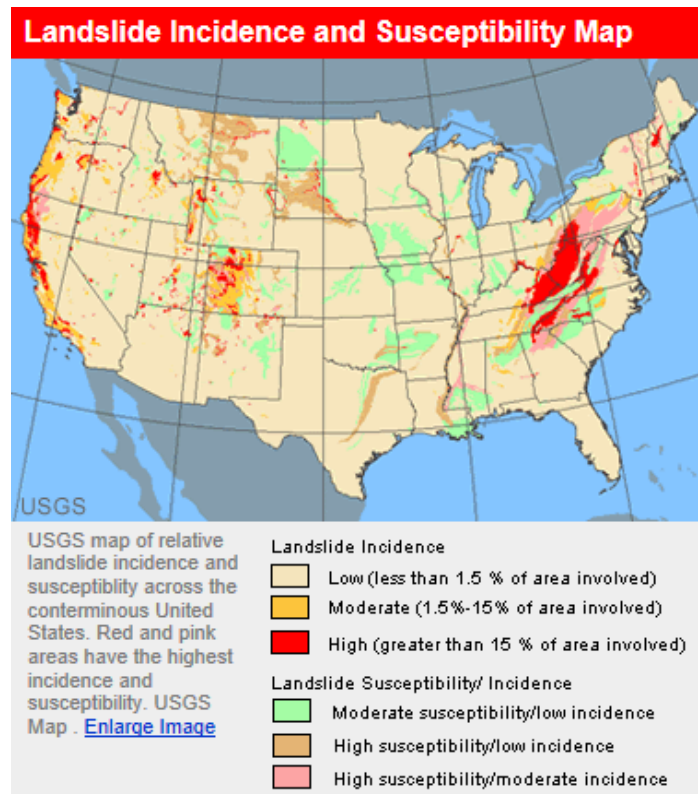 Landslide Incidence and Susceptibility Map
USGS
USGS map of relative
landslide incidence and
susceptiblity across the
conterminous United
States. Red and pink
areas have the highest
incidence and
susceptibility. USGS
Map . Enlarge Image
Landslide Incidence
Low (less than 1.5 % of area involved)
Moderate (1.5%-15% of area involved)
High (greater than 15 % of area involved)
Landslide Susceptibility/ Incidence
Moderate susceptibility/low incidence
High susceptibility/low incidence
High susceptibility/moderate incidence